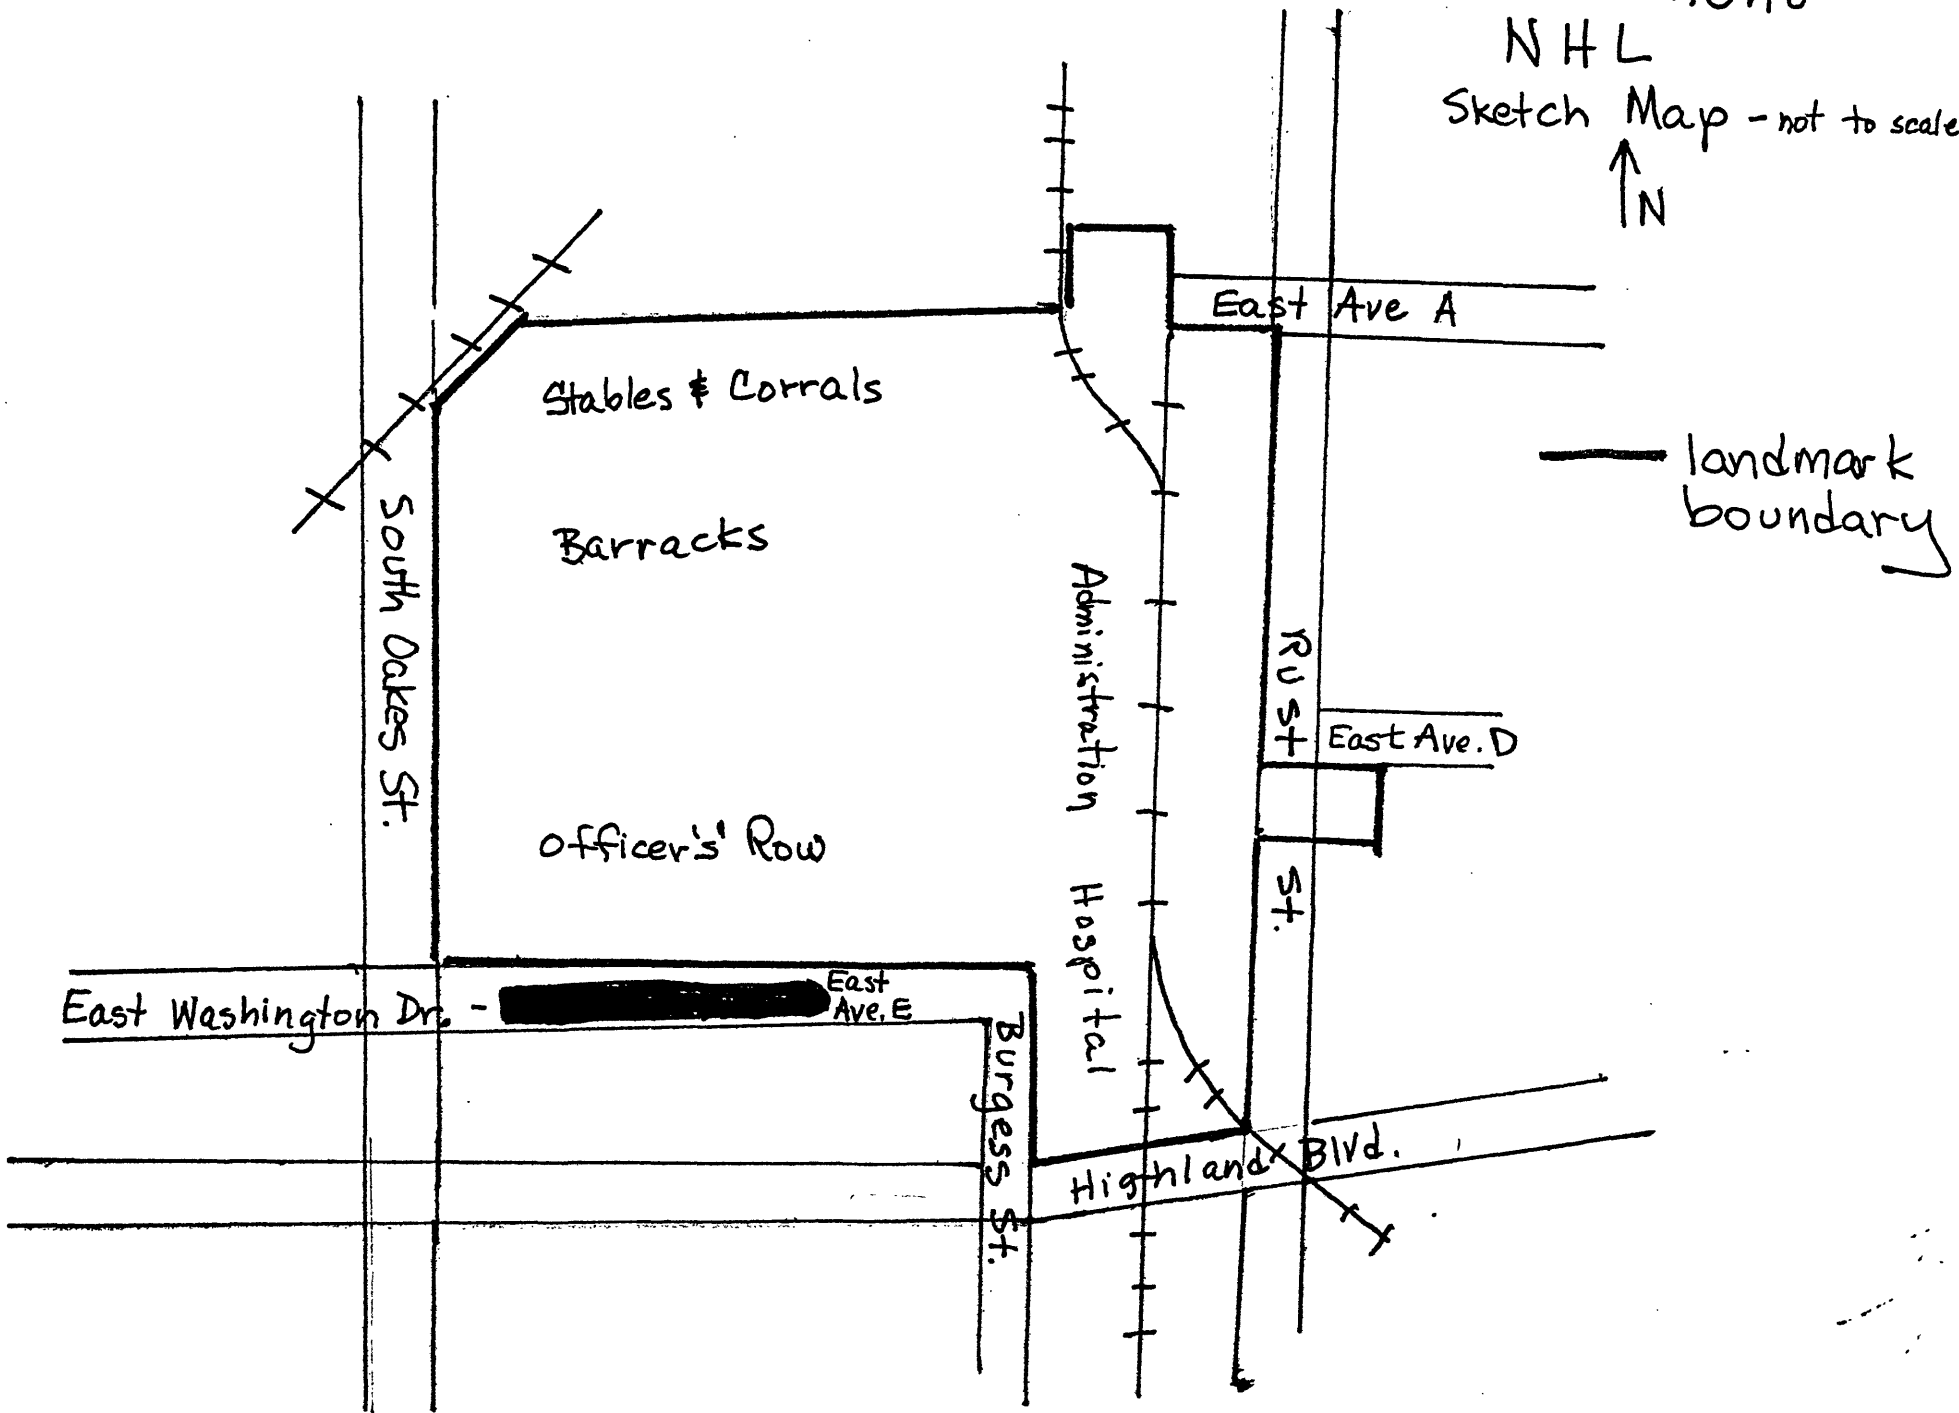 NHL
Sketch Map - not to scale
N
East Ave A
Stables & Corrals
landmark
boundary
South Oakes St.
Barracks
Administration
Rust
East Ave. D
Officer's' Row
St.
Hospital
East Washington Dr. -
East
Ave. E
Burgess St.
Highland Blvd.